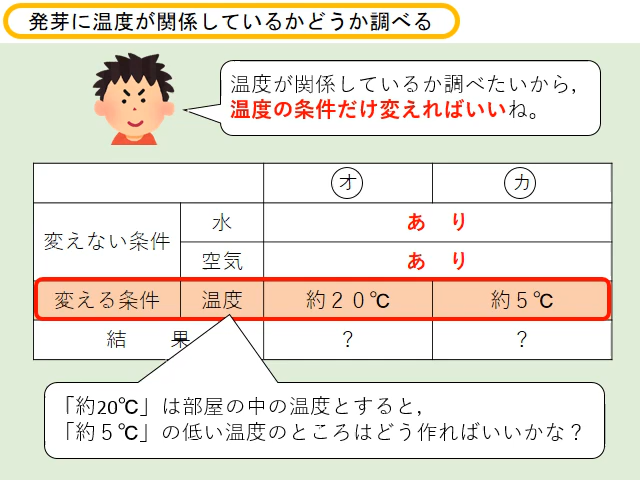 発芽に温度が関係しているかどうか調べる
温度が関係しているか調べたいから，
温度の条件だけ変えればいいね。
オ カ
変えない条件 水 あ り
空気 あ り
変える条件 温度 約２０℃ 約５℃
結 果 ？ ？
「約20℃」は部屋の中の温度とすると，
「約５℃」の低い温度のところはどう作ればいいかな？